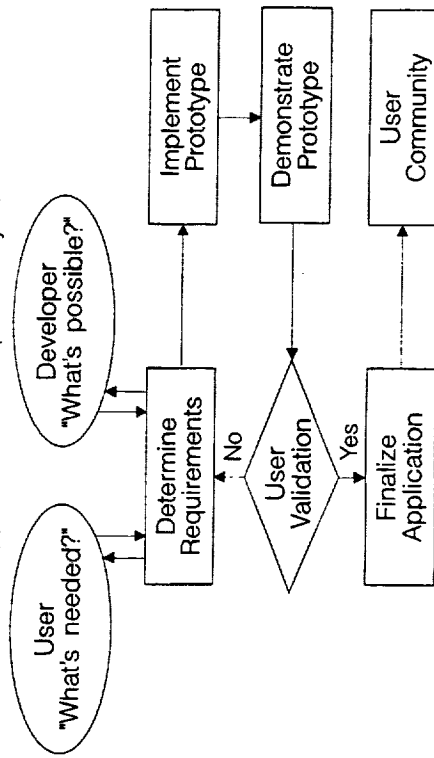 User
"What's needed?"
Developer
"What's possible?"
Determine
Requirements
Implement
Prototype
Demonstrate
Prototype
User
Validation
No
Yes
Finalize
Application
User
Community